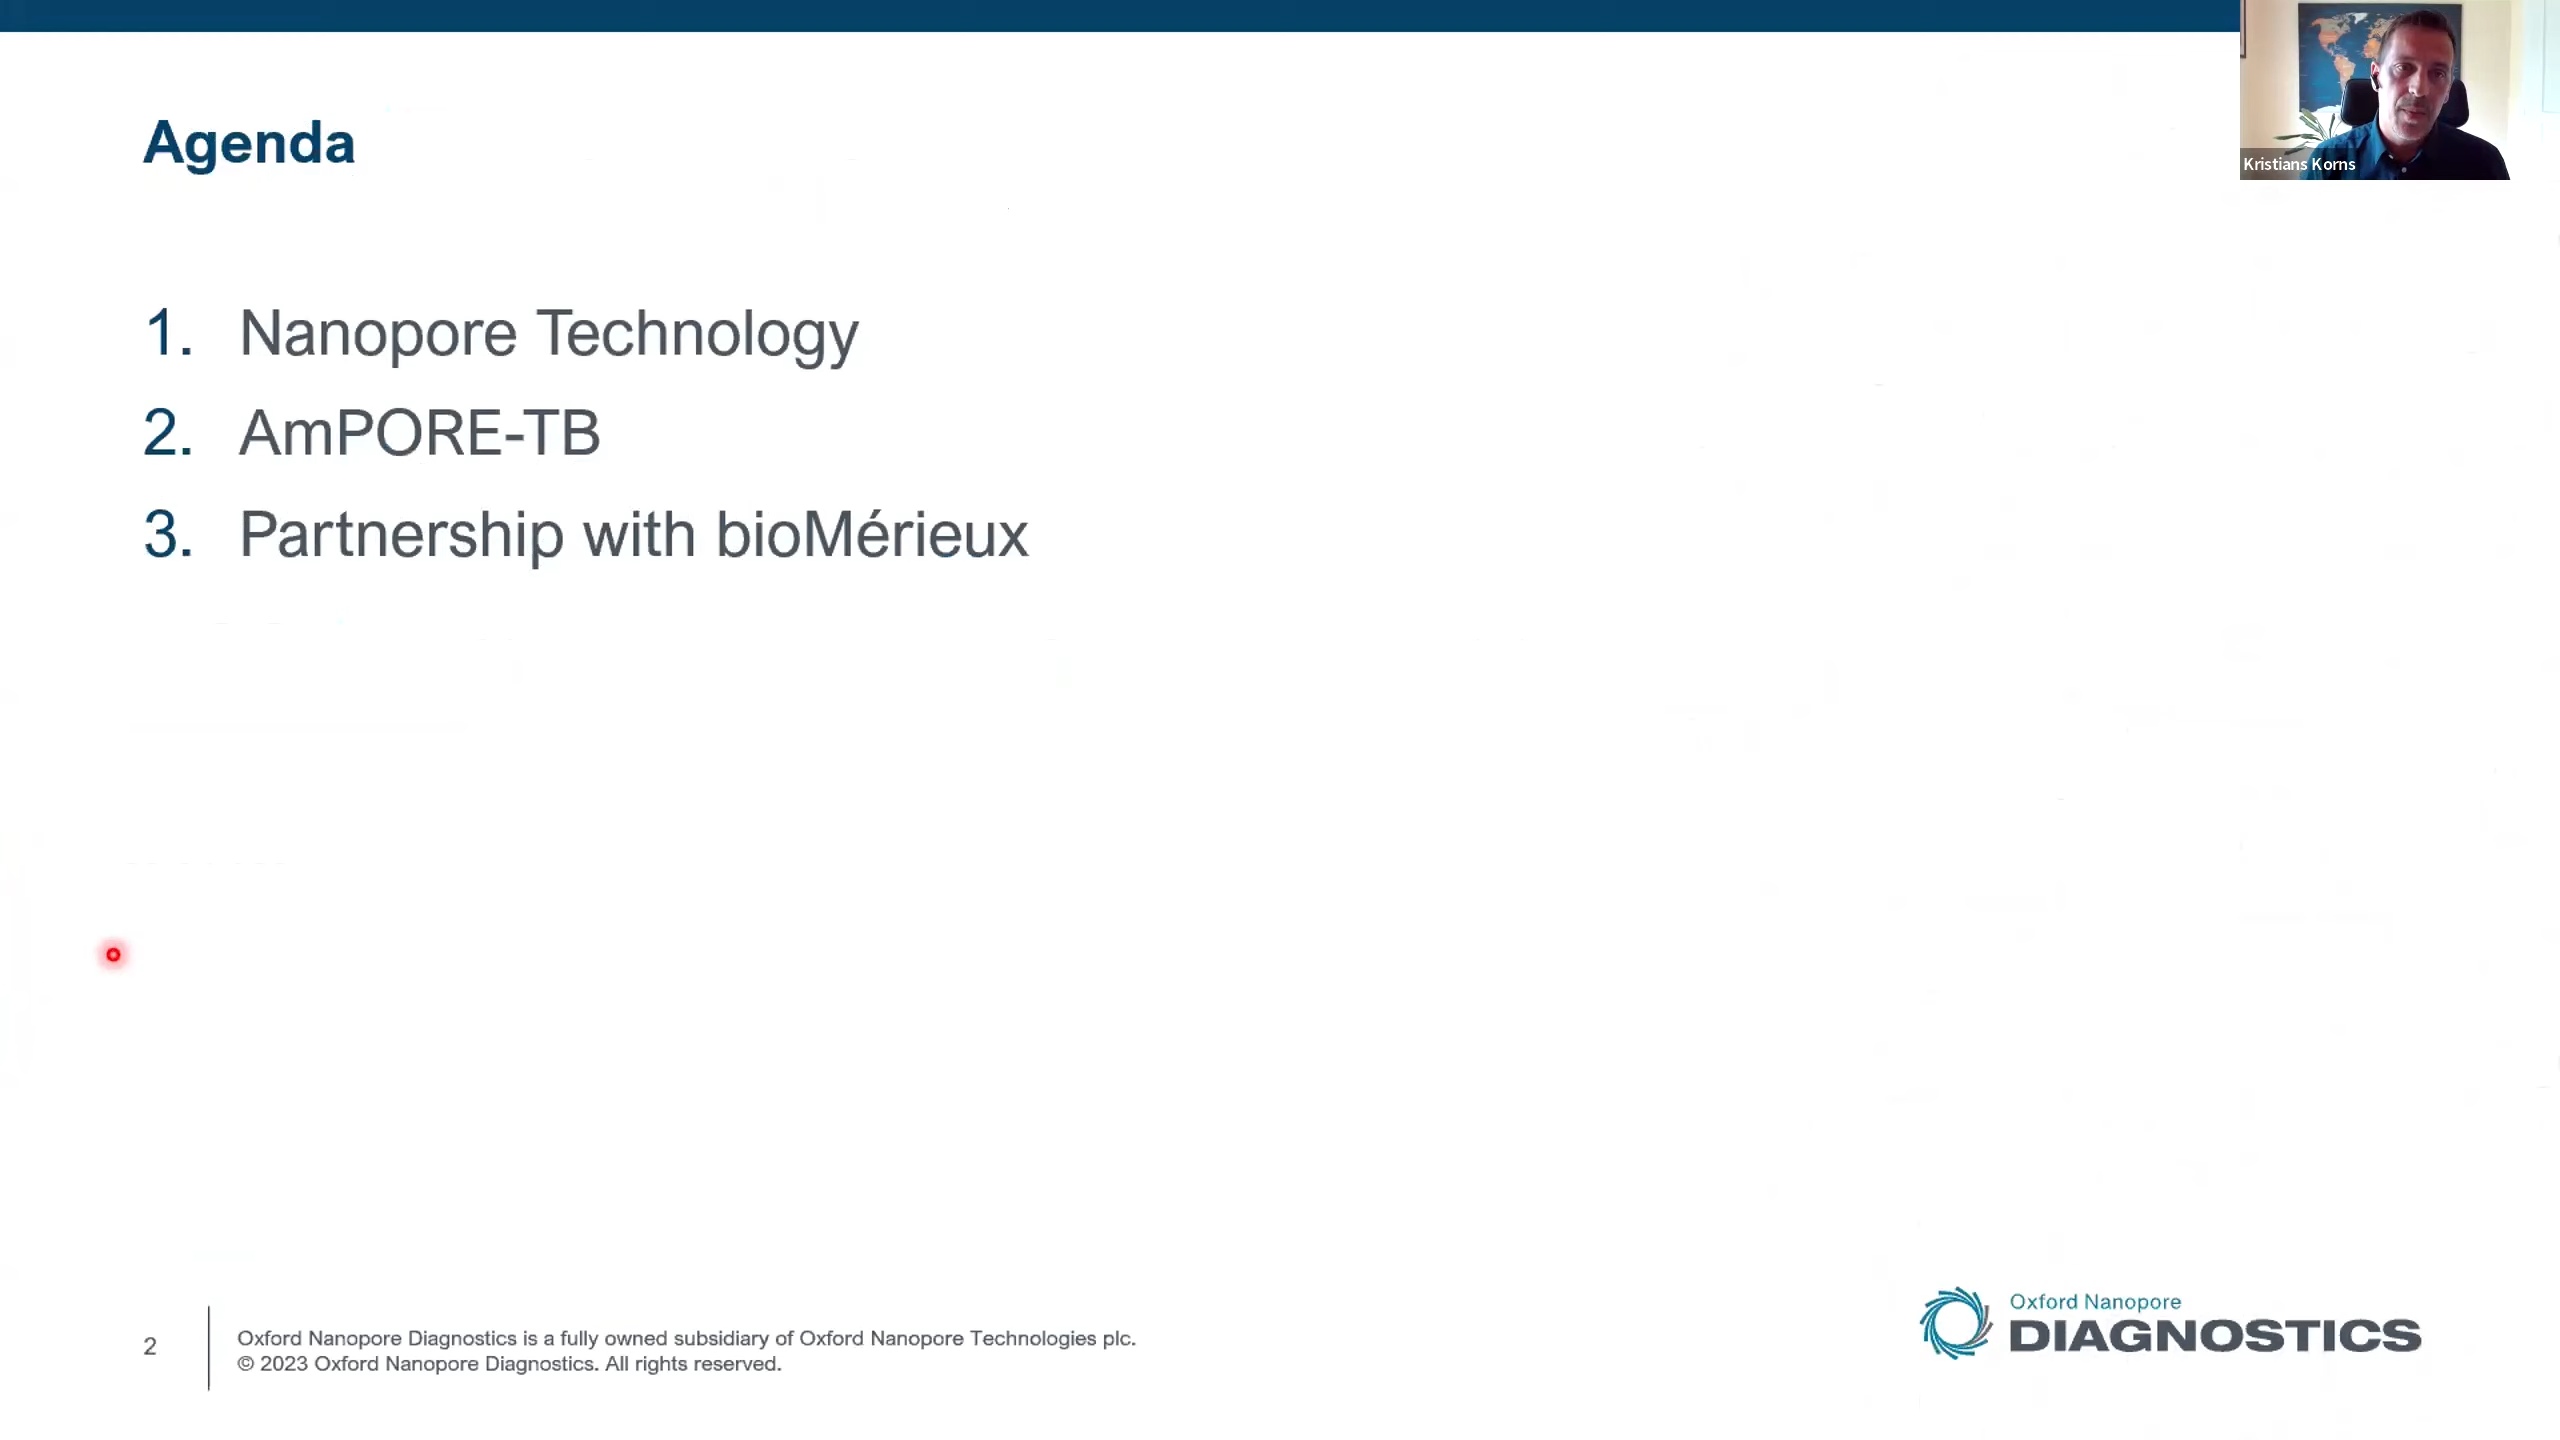 Agenda
Kristians Korns
1. Nanopore Technology
2. AmPORE-TB
3. Partnership with bioMérieux
2
Oxford Nanopore Diagnostics is a fully owned subsidiary of Oxford Nanopore Technologies plc.
© 2023 Oxford Nanopore Diagnostics. All rights reserved.
Oxford Nanopore
DIAGNOSTICS